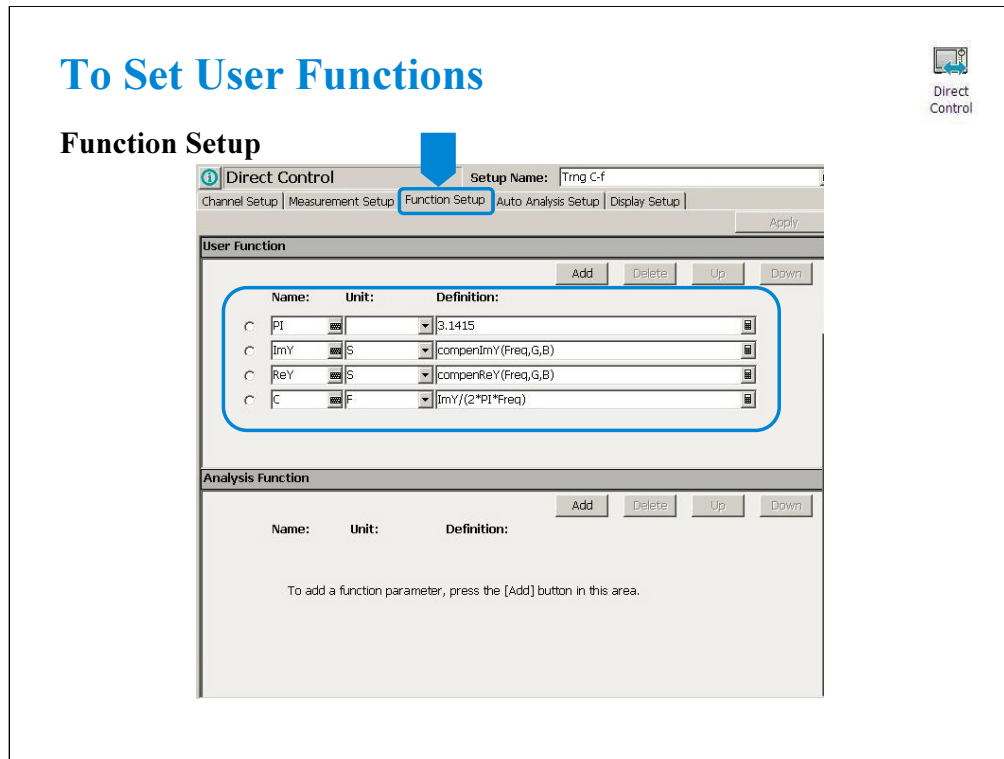 To Set User Functions
Direct
Control
Function Setup
Direct Control Setup Name: Trng C-f
Channel Setup Measurement Setup Function Setup Auto Analysis Setup Display Setup
Apply
User Function
Add Delete Up Down
Name: Unit: Definition:
PI 3.1415
ImY S compenImY(Freq,G,B)
ReY S compenReY(Freq,G,B)
C F ImY/(2*PI*Freq)
Analysis Function
Add Delete Up Down
Name: Unit: Definition:
To add a function parameter, press the [Add] button in this area.